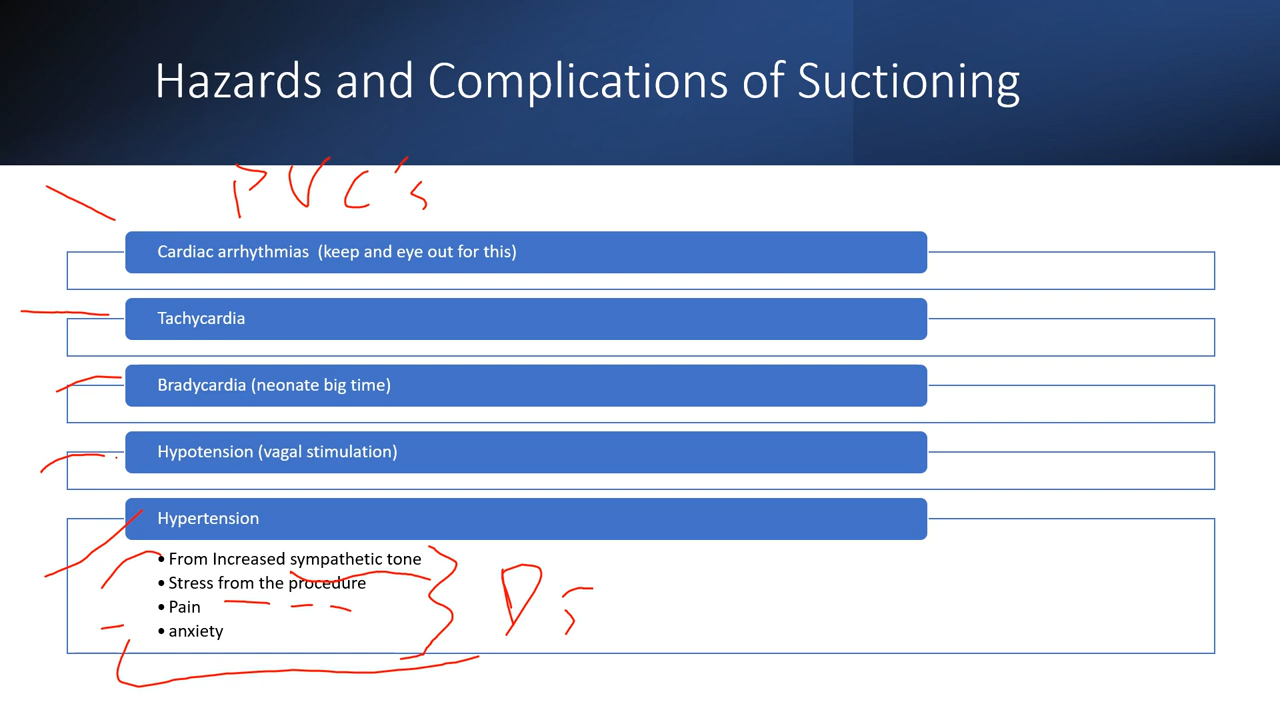 Hazards and Complications of Suctioning
PVC's
Cardiac arrhythmias (keep and eye out for this)
Tachycardia
Bradycardia (neonate big time)
Hypotension (vagal stimulation)
Hypertension
• From Increased sympathetic tone
• Stress from the procedure
• Pain
• anxiety